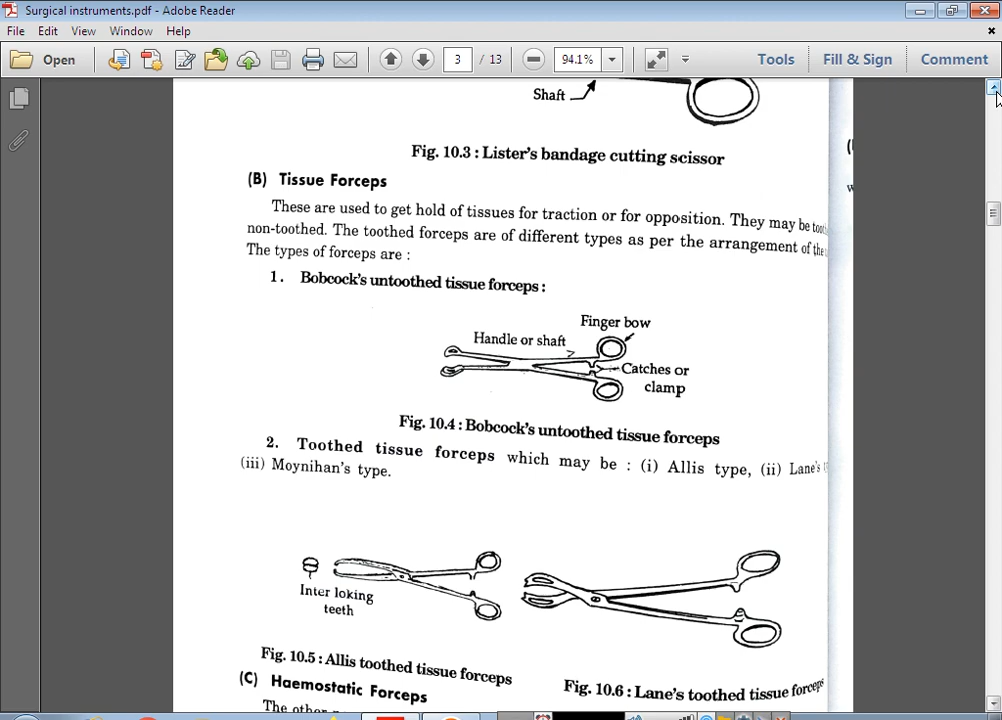 Surgical instruments.pdf - Adobe Reader
File Edit View Window Help
Open 3 / 13 94.1% Tools Fill & Sign Comment
Shaft
Fig. 10.3 : Lister's bandage cutting scissor
(B) Tissue Forceps
These are used to get hold of tissues for traction or for opposition. They may be
non-toothed. The toothed forceps are of different types as per the arrangement of the
The types of forceps are :
1. Bobcock's untoothed tissue forceps :
Finger bow
Handle or shaft
Catches or
clamp
Fig. 10.4 : Bobcock's untoothed tissue forceps
2. Toothed tissue forceps which may be : (i) Allis type, (ii) Lane's
(iii) Moynihan's type.
Inter loking
teeth
Fig. 10.5 : Allis toothed tissue forceps
Fig. 10.6 : Lane's toothed tissue forceps
(C) Haemostatic Forceps
The other